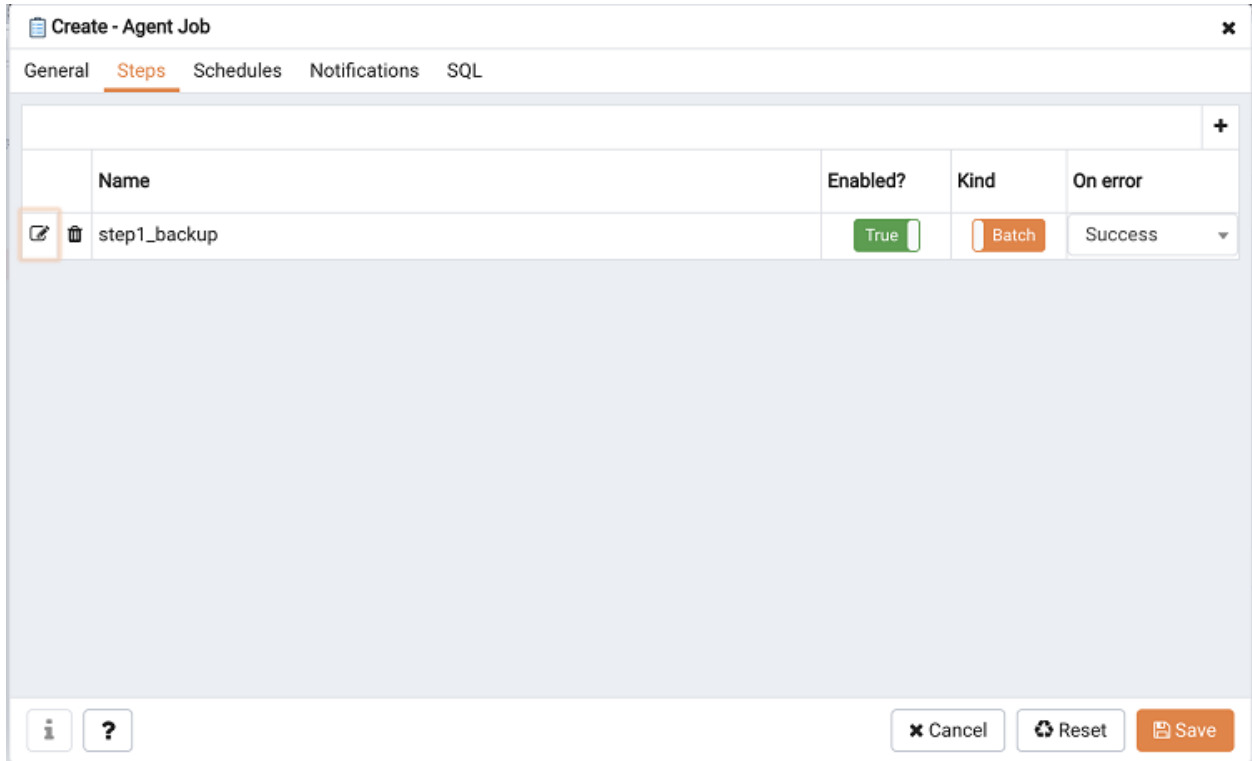 Create - Agent Job
General Steps Schedules Notifications SQL
Name Enabled? Kind On error
step1_backup True Batch Success
i ? Cancel Reset Save